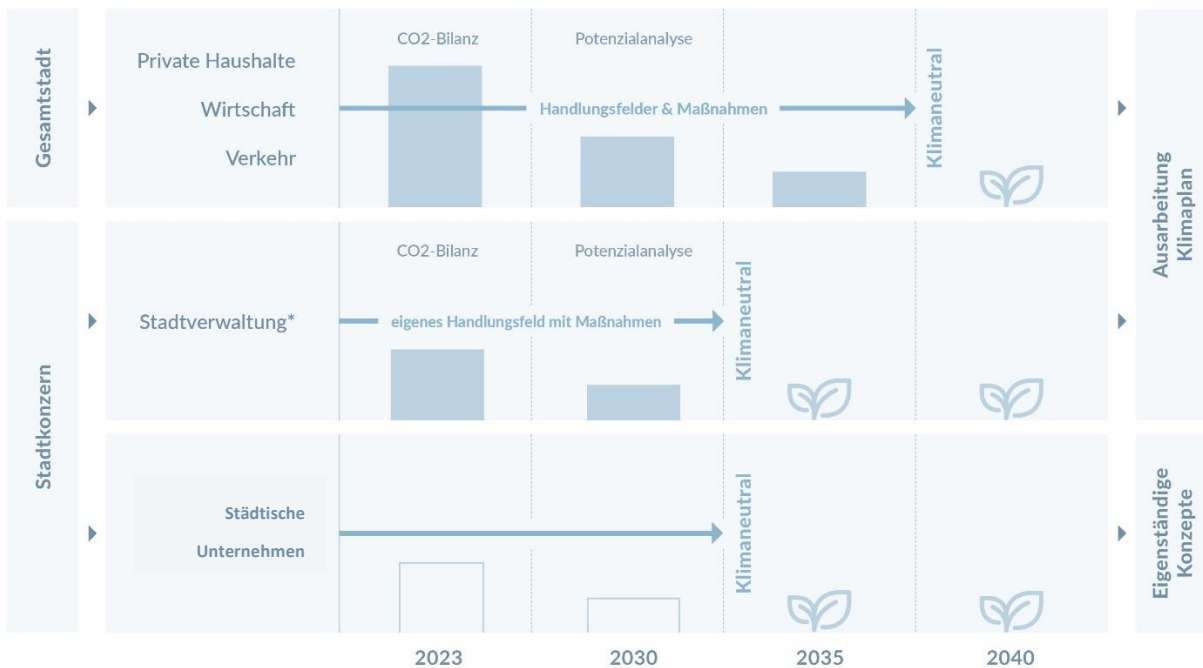 Gesamtstadt
Private Haushalte
Wirtschaft
Verkehr
CO2-Bilanz
Potenzialanalyse
Handlungsfelder & Maßnahmen
Klimaneutral
Ausarbeitung
Klimaplan
Stadtkonzern
Stadtverwaltung*
CO2-Bilanz
Potenzialanalyse
eigenes Handlungsfeld mit Maßnahmen
Klimaneutral
Städtische
Unternehmen
Klimaneutral
Eigenständige
Konzepte
2023
2030
2035
2040